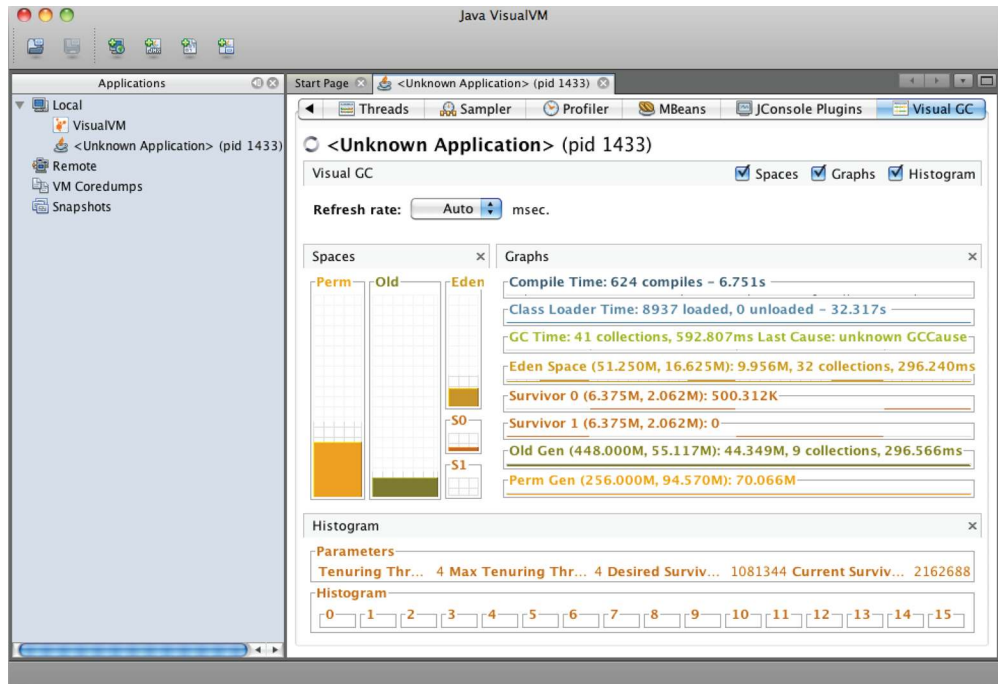 Java VisualVM
Applications
Start Page
<Unknown Application> (pid 1433)
Local
VisualVM
<Unknown Application> (pid 1433)
Remote
VM Coredumps
Snapshots
Threads
Sampler
Profiler
MBeans
JConsole Plugins
Visual GC
<Unknown Application> (pid 1433)
Visual GC
Spaces
Graphs
Histogram
Refresh rate: Auto msec.
Spaces
Graphs
Perm
Old
Eden
S0
S1
Compile Time: 624 compiles – 6.751s
Class Loader Time: 8937 loaded, 0 unloaded – 32.317s
GC Time: 41 collections, 592.807ms Last Cause: unknown GCCause
Eden Space (51.250M, 16.625M): 9.956M, 32 collections, 296.240ms
Survivor 0 (6.375M, 2.062M): 500.312K
Survivor 1 (6.375M, 2.062M): 0
Old Gen (448.000M, 55.117M): 44.349M, 9 collections, 296.566ms
Perm Gen (256.000M, 94.570M): 70.066M
Histogram
Parameters
Tenuring Thr... 4 Max Tenuring Thr... 4 Desired Surviv... 1081344 Current Surviv... 2162688
Histogram
0 1 2 3 4 5 6 7 8 9 10 11 12 13 14 15